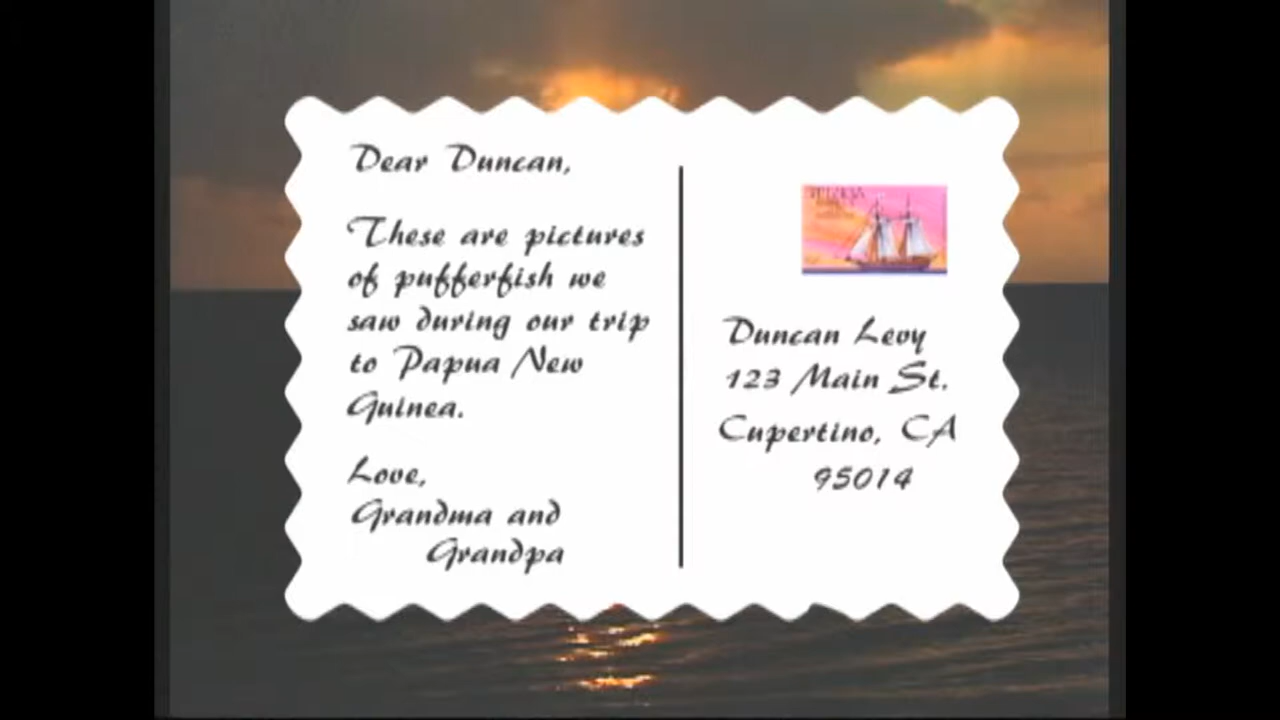 Dear Duncan,
These are pictures
of pufferfish we
saw during our trip
to Papua New
Guinea.
Love,
Grandma and
Grandpa
Duncan Levy
123 Main St.
Cupertino, CA
95014